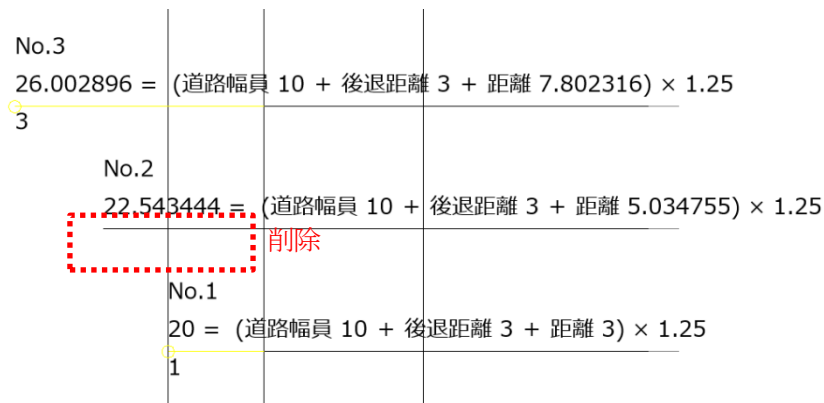 No.3
26.002896 = (道路幅員 10 + 後退距離 3 + 距離 7.802316) × 1.25
3
No.2
22.543444 = (道路幅員 10 + 後退距離 3 + 距離 5.034755) × 1.25
削除
No.1
20 = (道路幅員 10 + 後退距離 3 + 距離 3) × 1.25
1